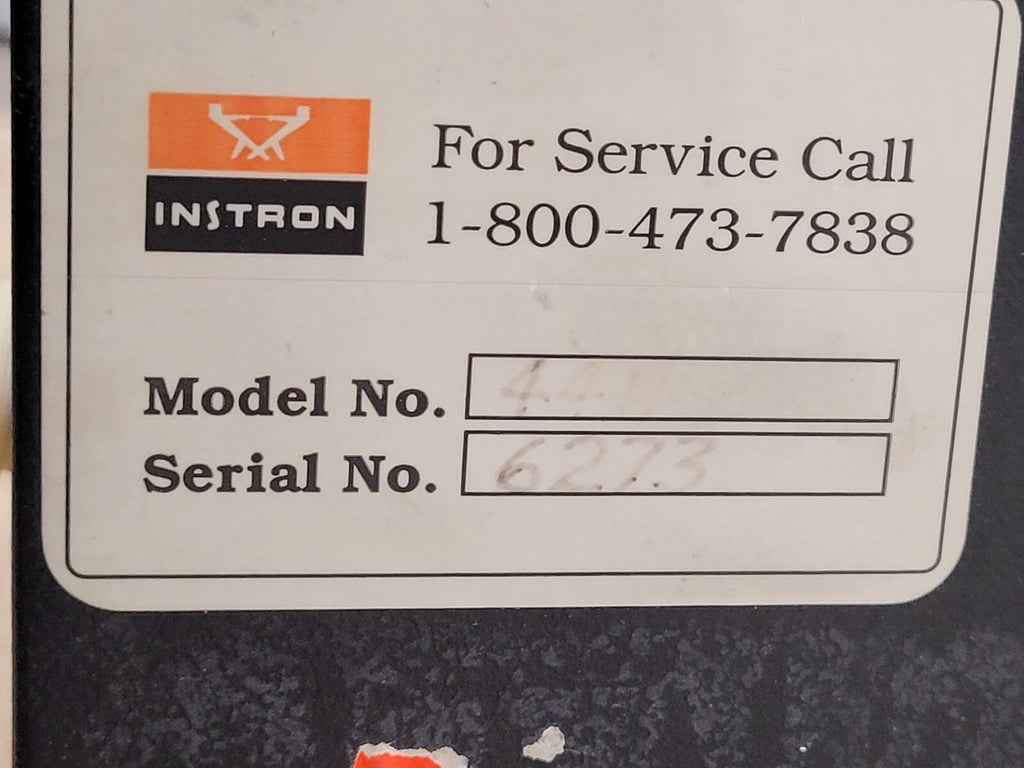 INSTRON
For Service Call
1-800-473-7838
Model No.
Serial No. 6273